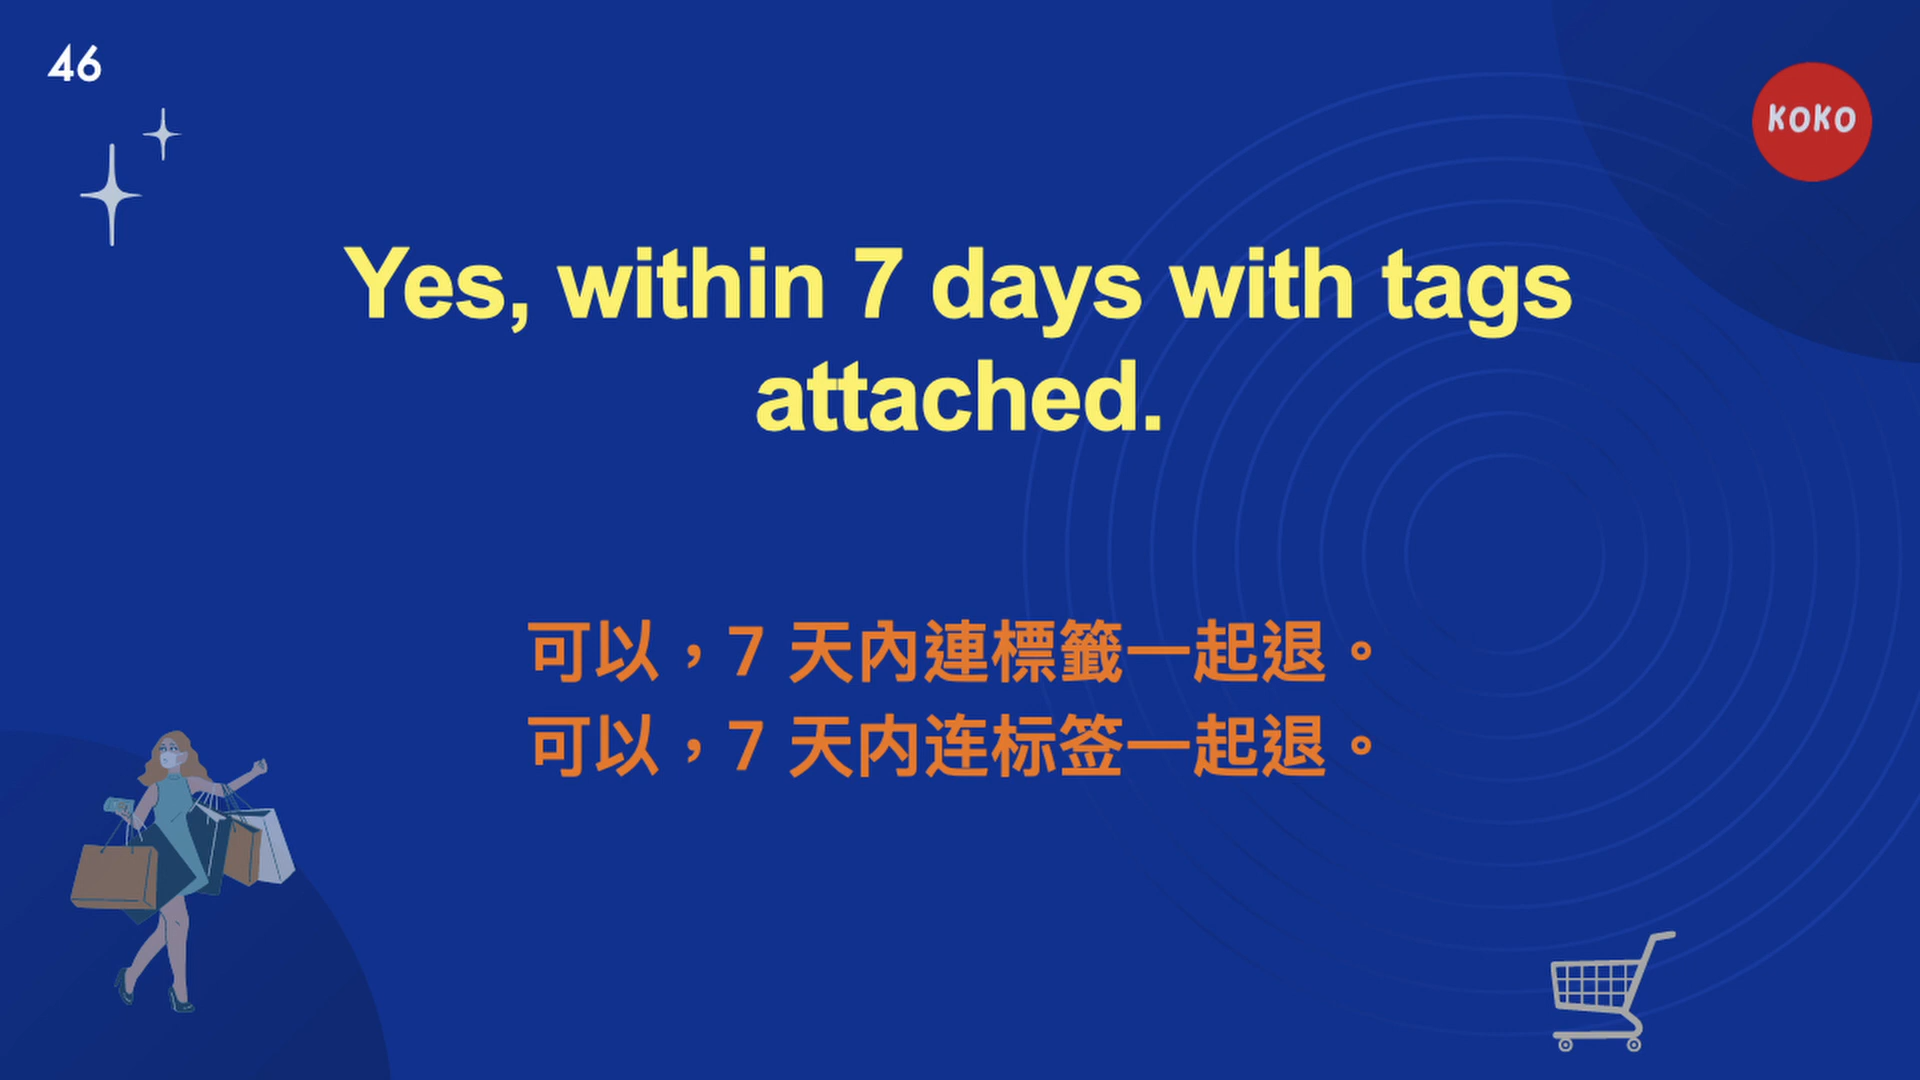 46
KOKO
Yes, within 7 days with tags
attached.
可以，7 天內連標籤一起退。
可以，7 天内连标签一起退。